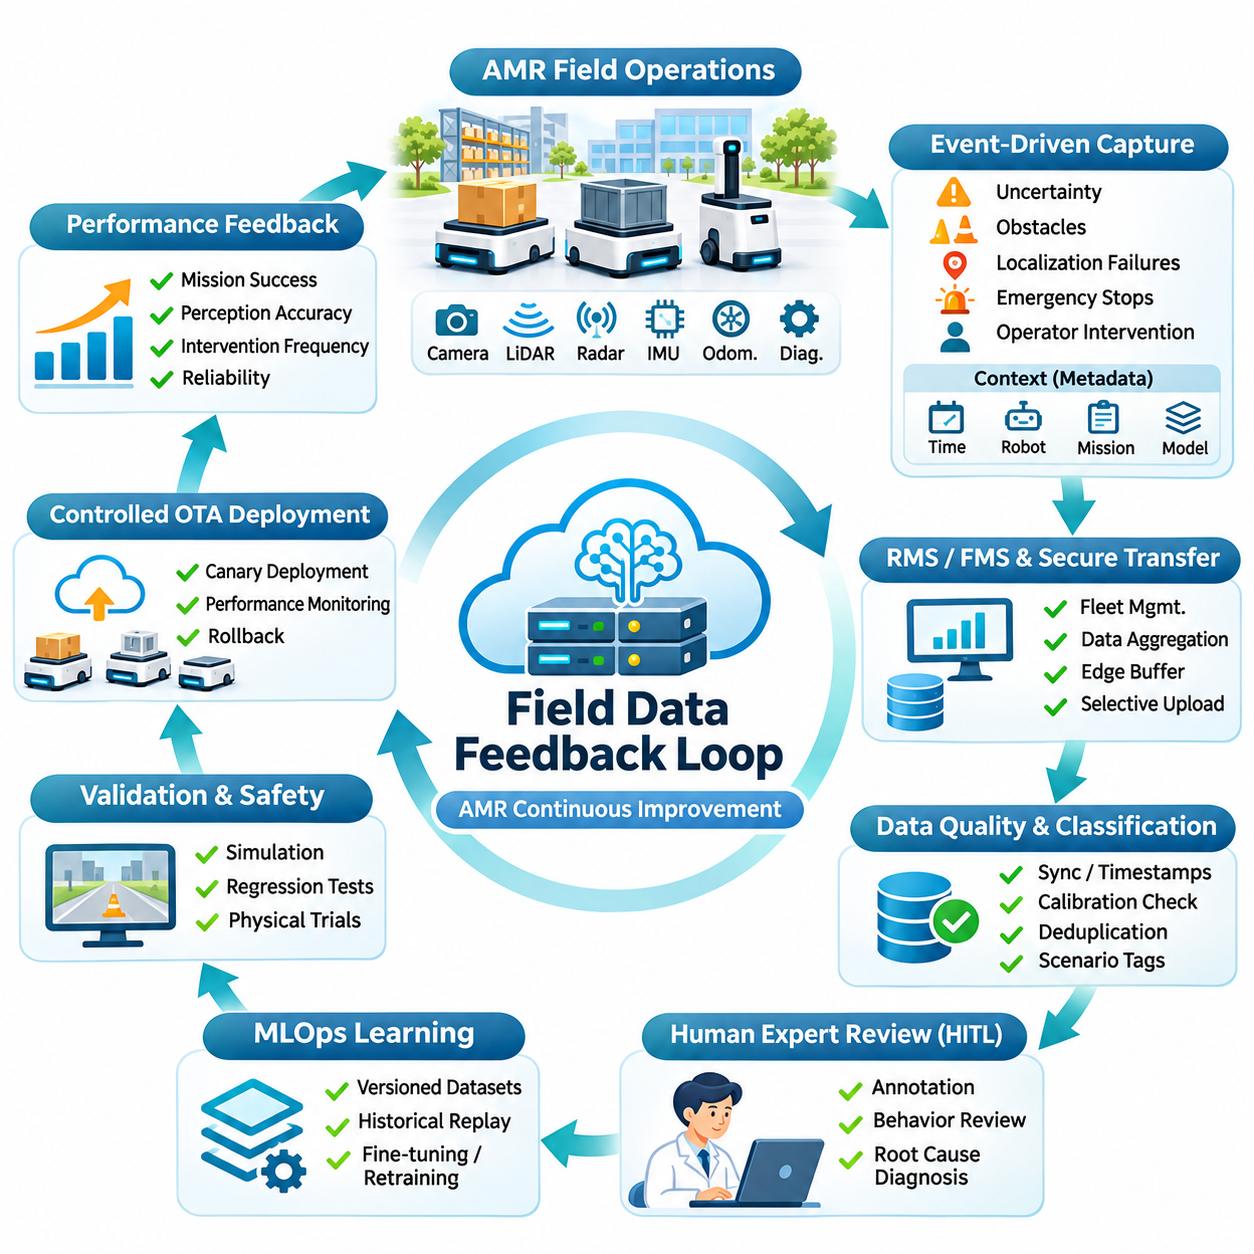 AMR Field Operations
Camera
LiDAR
Radar
IMU
Odom.
Diag.
Event-Driven Capture
Uncertainty
Obstacles
Localization Failures
Emergency Stops
Operator Intervention
Context (Metadata)
Time
Robot
Mission
Model
RMS / FMS & Secure Transfer
Fleet Mgmt.
Data Aggregation
Edge Buffer
Selective Upload
Data Quality & Classification
Sync / Timestamps
Calibration Check
Deduplication
Scenario Tags
Human Expert Review (HITL)
Annotation
Behavior Review
Root Cause
Diagnosis
MLOps Learning
Versioned Datasets
Historical Replay
Fine-tuning /
Retraining
Validation & Safety
Simulation
Regression Tests
Physical Trials
Controlled OTA Deployment
Canary Deployment
Performance Monitoring
Rollback
Performance Feedback
Mission Success
Perception Accuracy
Intervention Frequency
Reliability
Field Data
Feedback Loop
AMR Continuous Improvement